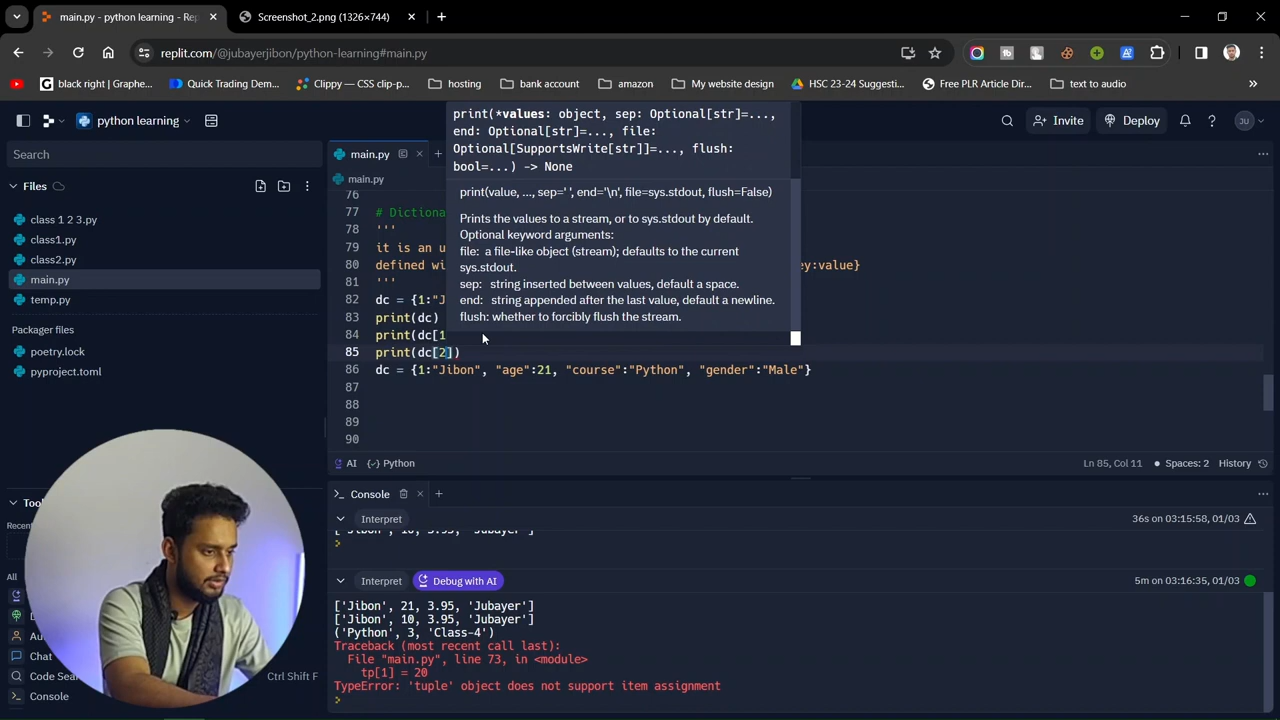 main.py - python learning - Rep
Screenshot_2.png (1326×744)
replit.com/@jubayerjibon/python-learning#main.py
black right | Graphe...
Quick Trading Dem...
Clippy — CSS clip-p...
hosting
bank account
amazon
My website design
HSC 23-24 Suggesti...
Free PLR Article Dir...
text to audio
python learning
Invite
Deploy
JU
Search
Files
class 1 2 3.py
class1.py
class2.py
main.py
temp.py
Packager files
poetry.lock
pyproject.toml
Tool
Recen
All
D
Au
Chat
Code Sear
Ctrl Shift F
Console
main.py
main.py
print(*values: object, sep: Optional[str]=...,
end: Optional[str]=..., file:
Optional[SupportsWrite[str]]=..., flush:
bool=...) -> None
print(value, ..., sep=' ', end='\n', file=sys.stdout, flush=False)
Prints the values to a stream, or to sys.stdout by default.
Optional keyword arguments:
file: a file-like object (stream); defaults to the current
sys.stdout.
sep: string inserted between values, default a space.
end: string appended after the last value, default a newline.
flush: whether to forcibly flush the stream.
76
77 # Dictiona
78 '''
79 it is an u
80 defined wi ey:value}
81 '''
82 dc = {1:"J
83 print(dc)
84 print(dc[1
85 print(dc[2])
86 dc = {1:"Jibon", "age":21, "course":"Python", "gender":"Male"}
87
88
89
90
AI {} Python
Ln 85, Col 11 • Spaces: 2 History
Console
Interpret
36s on 03:15:58, 01/03
['Jibon', 10, 3.95, 'Jubayer']
Interpret
Debug with AI
5m on 03:16:35, 01/03
['Jibon', 21, 3.95, 'Jubayer']
['Jibon', 10, 3.95, 'Jubayer']
('Python', 3, 'Class-4')
Traceback (most recent call last):
File "main.py", line 73, in <module>
tp[1] = 20
TypeError: 'tuple' object does not support item assignment